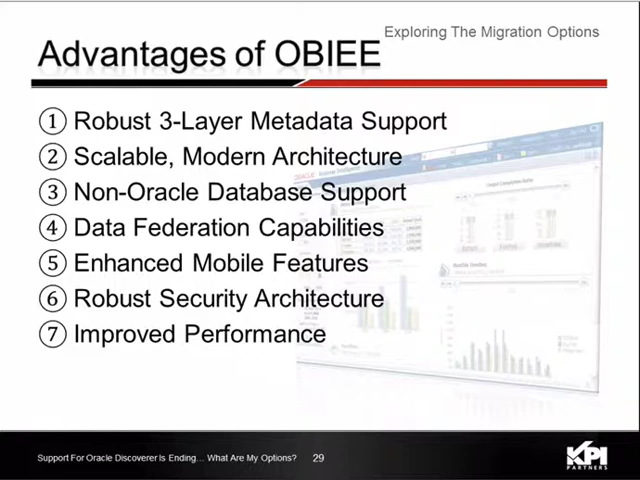 Exploring The Migration Options
Advantages of OBIEE
① Robust 3-Layer Metadata Support
② Scalable, Modern Architecture
③ Non-Oracle Database Support
④ Data Federation Capabilities
⑤ Enhanced Mobile Features
⑥ Robust Security Architecture
⑦ Improved Performance
ORACLE
Support For Oracle Discoverer Is Ending... What Are My Options? 29
KPI
PARTNERS